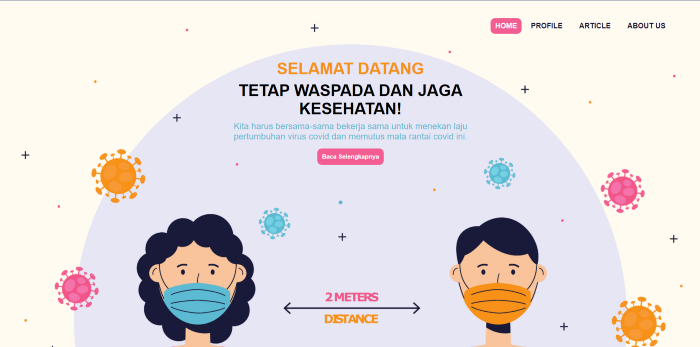 HOME PROFILE ARTICLE ABOUT US
SELAMAT DATANG
TETAP WASPADA DAN JAGA
KESEHATAN!
Kita harus bersama-sama bekerja sama untuk menekan laju
pertumbuhan virus covid dan memutus mata rantai covid ini.
Baca Selengkapnya
2 METERS
DISTANCE